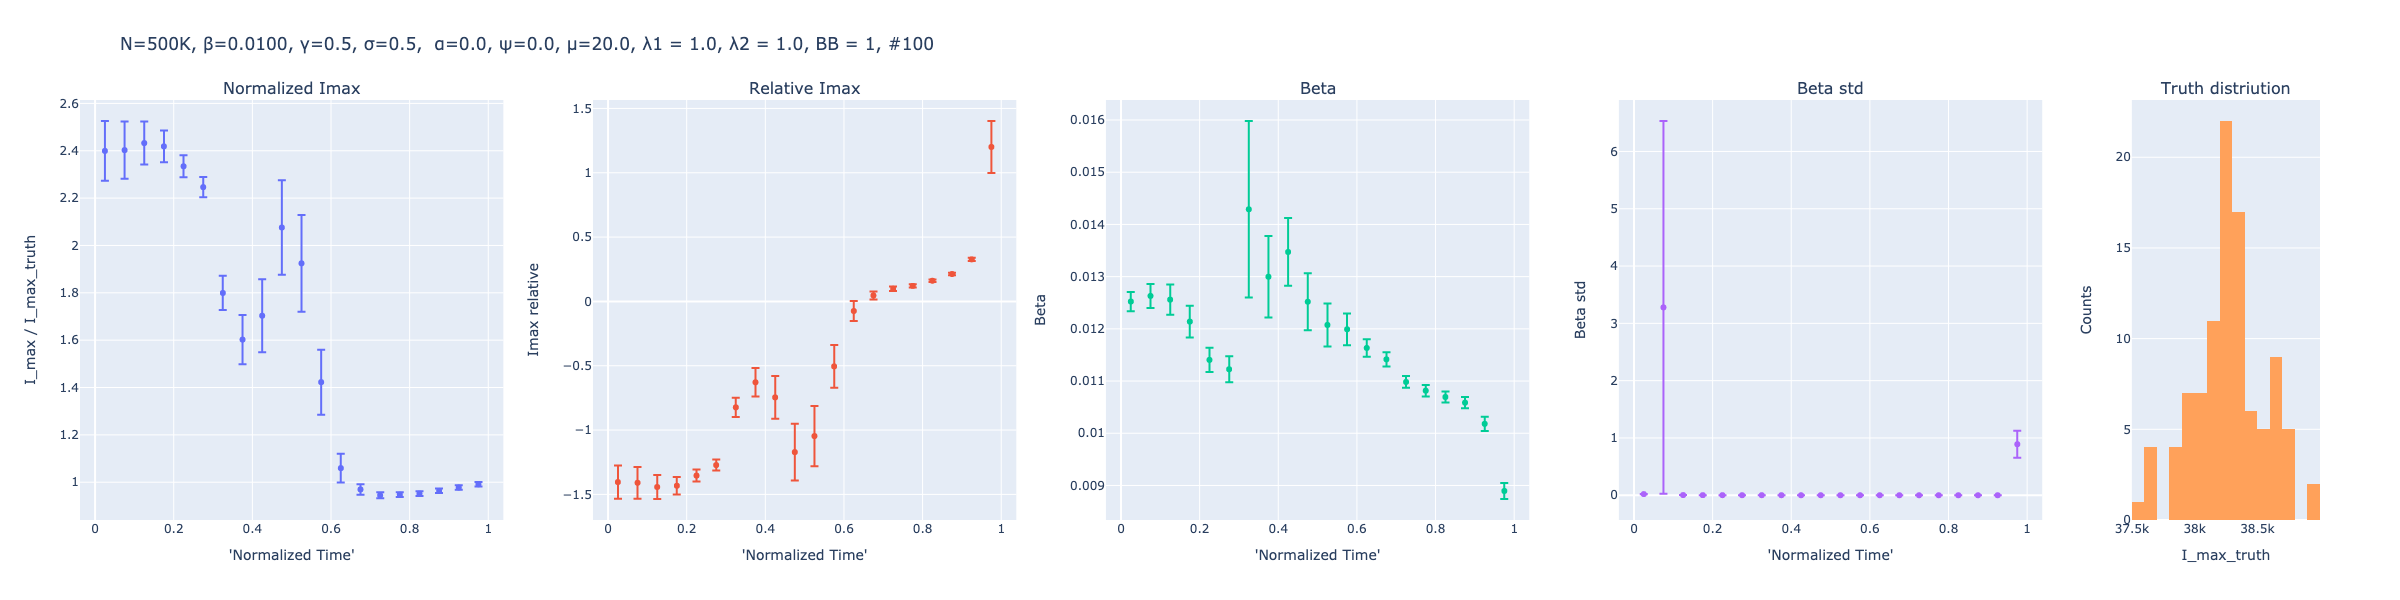 N=500K, β=0.0100, γ=0.5, σ=0.5, α=0.0, ψ=0.0, μ=20.0, λ1 = 1.0, λ2 = 1.0, BB = 1, #100
Normalized Imax
2.6
2.4
2.2
2
1.8
1.6
1.4
1.2
1
I_max / I_max_truth
0 0.2 0.4 0.6 0.8 1
'Normalized Time'
Relative Imax
1.5
1
0.5
0
−0.5
−1
−1.5
Imax relative
0 0.2 0.4 0.6 0.8 1
'Normalized Time'
Beta
0.016
0.015
0.014
0.013
0.012
0.011
0.01
0.009
Beta
0 0.2 0.4 0.6 0.8 1
'Normalized Time'
Beta std
6
5
4
3
2
1
0
Beta std
0 0.2 0.4 0.6 0.8 1
'Normalized Time'
Truth distriution
20
15
10
5
0
Counts
37.5k 38k 38.5k
I_max_truth